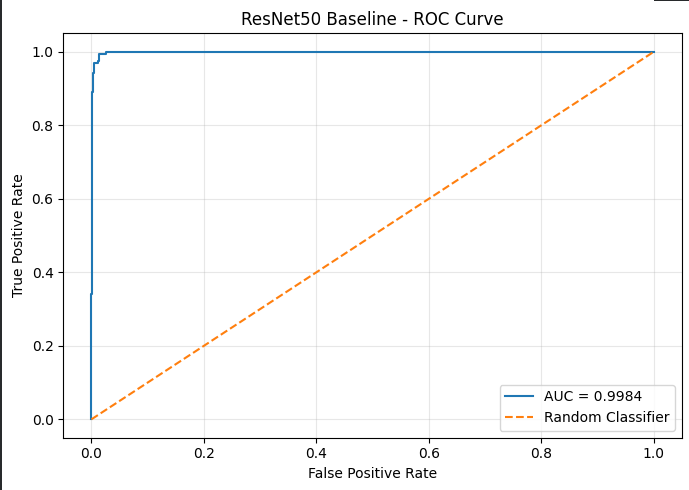 ResNet50 Baseline - ROC Curve
True Positive Rate
1.0
0.8
0.6
0.4
0.2
0.0
AUC = 0.9984
Random Classifier
0.0 0.2 0.4 0.6 0.8 1.0
False Positive Rate